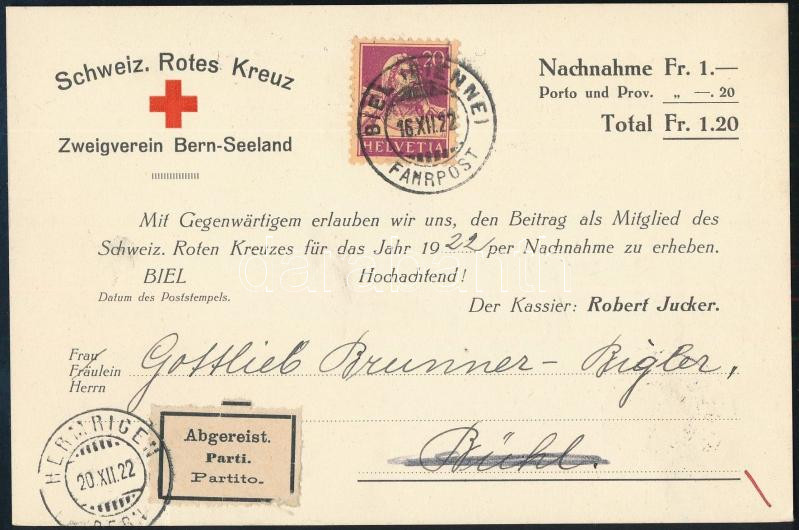 Schweiz. Rotes Kreuz
Zweigverein Bern-Seeland
20
HELVETIA
BIEL (BIENNE)
16.XII.22
FAHRPOST
Nachnahme Fr. 1.—
Porto und Prov. „ —. 20
Total Fr. 1.20
Mit Gegenwärtigem erlauben wir uns, den Beitrag als Mitglied des
Schweiz. Roten Kreuzes für das Jahr 1922 per Nachnahme zu erheben.
BIEL Hochachtend!
Datum des Poststempels.
Der Kassier: Robert Jucker.
Frau
Fräulein
Herrn
Gottlieb Brunner-Bigler,
Bühl.
Abgereist.
Parti.
Partito.
HERMRIGEN
20.XII.22
BERN